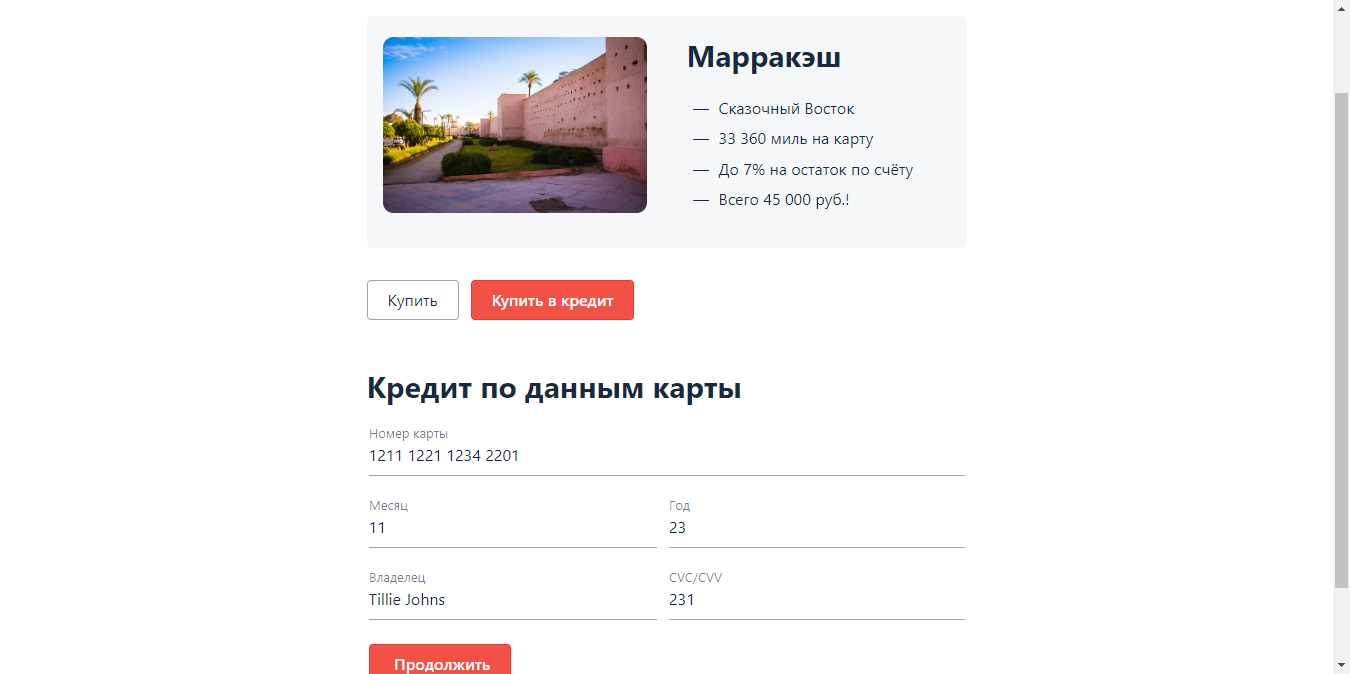 Марракэш
— Сказочный Восток
— 33 360 миль на карту
— До 7% на остаток по счёту
— Всего 45 000 руб.!
Купить Купить в кредит
Кредит по данным карты
Номер карты
1211 1221 1234 2201
Месяц Год
11 23
Владелец CVC/CVV
Tillie Johns 231
Продолжить